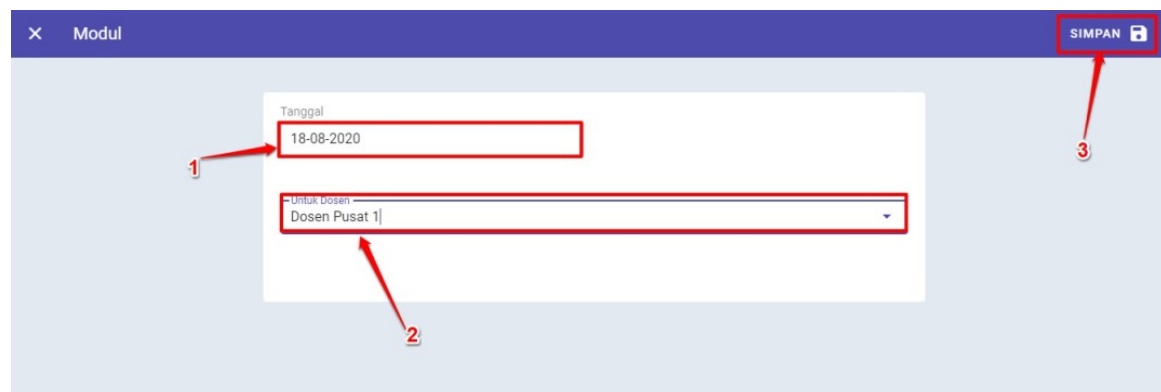 Modul
SIMPAN
Tanggal
18-08-2020
1
3
Untuk Dosen
Dosen Pusat 1
2